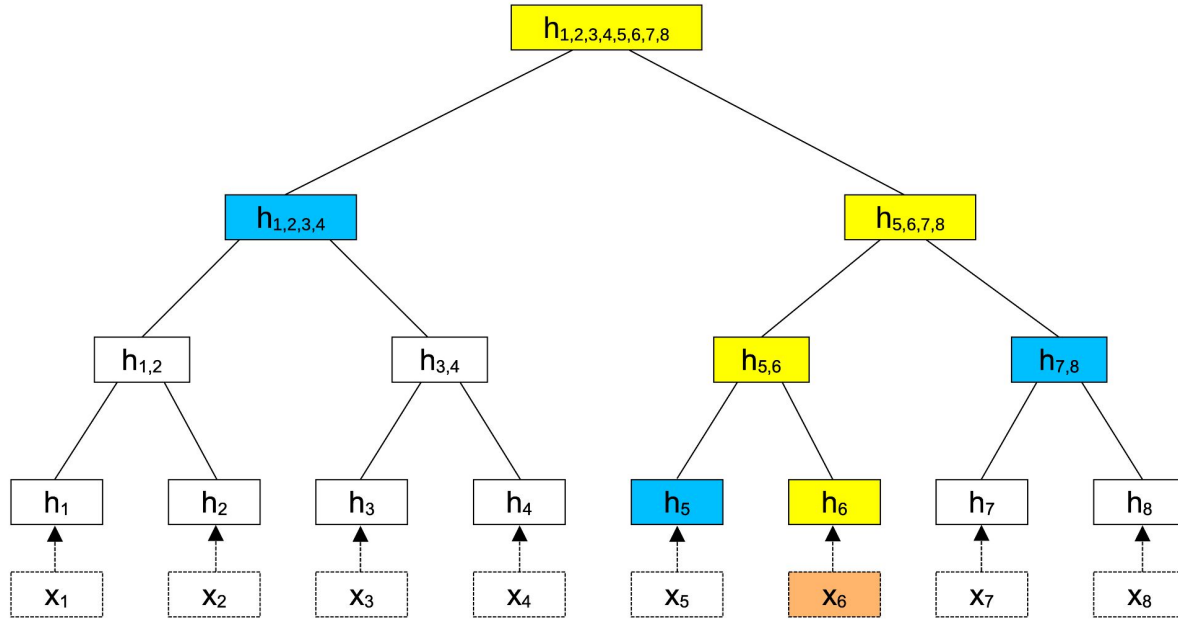 h1,2,3,4,5,6,7,8
h1,2,3,4 h5,6,7,8
h1,2 h3,4 h5,6 h7,8
h1 h2 h3 h4 h5 h6 h7 h8
x1 x2 x3 x4 x5 x6 x7 x8